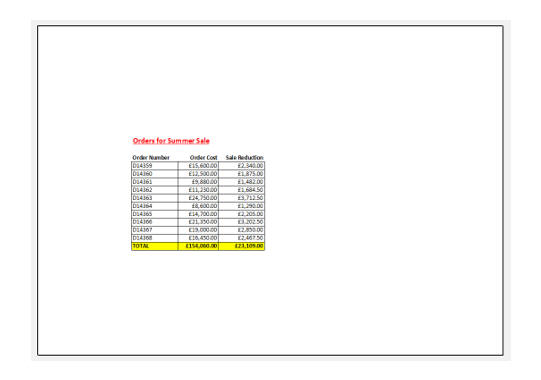 Orders for Summer Sale
Order Number Order Cost Sale Reduction
D14359 £15,600.00 £2,340.00
D14360 £12,500.00 £1,875.00
D14361 £9,880.00 £1,482.00
D14362 £11,230.00 £1,684.50
D14363 £24,750.00 £3,712.50
D14364 £8,600.00 £1,290.00
D14365 £14,700.00 £2,205.00
D14366 £21,350.00 £3,202.50
D14367 £19,000.00 £2,850.00
D14368 £16,450.00 £2,467.50
TOTAL £154,060.00 £23,109.00